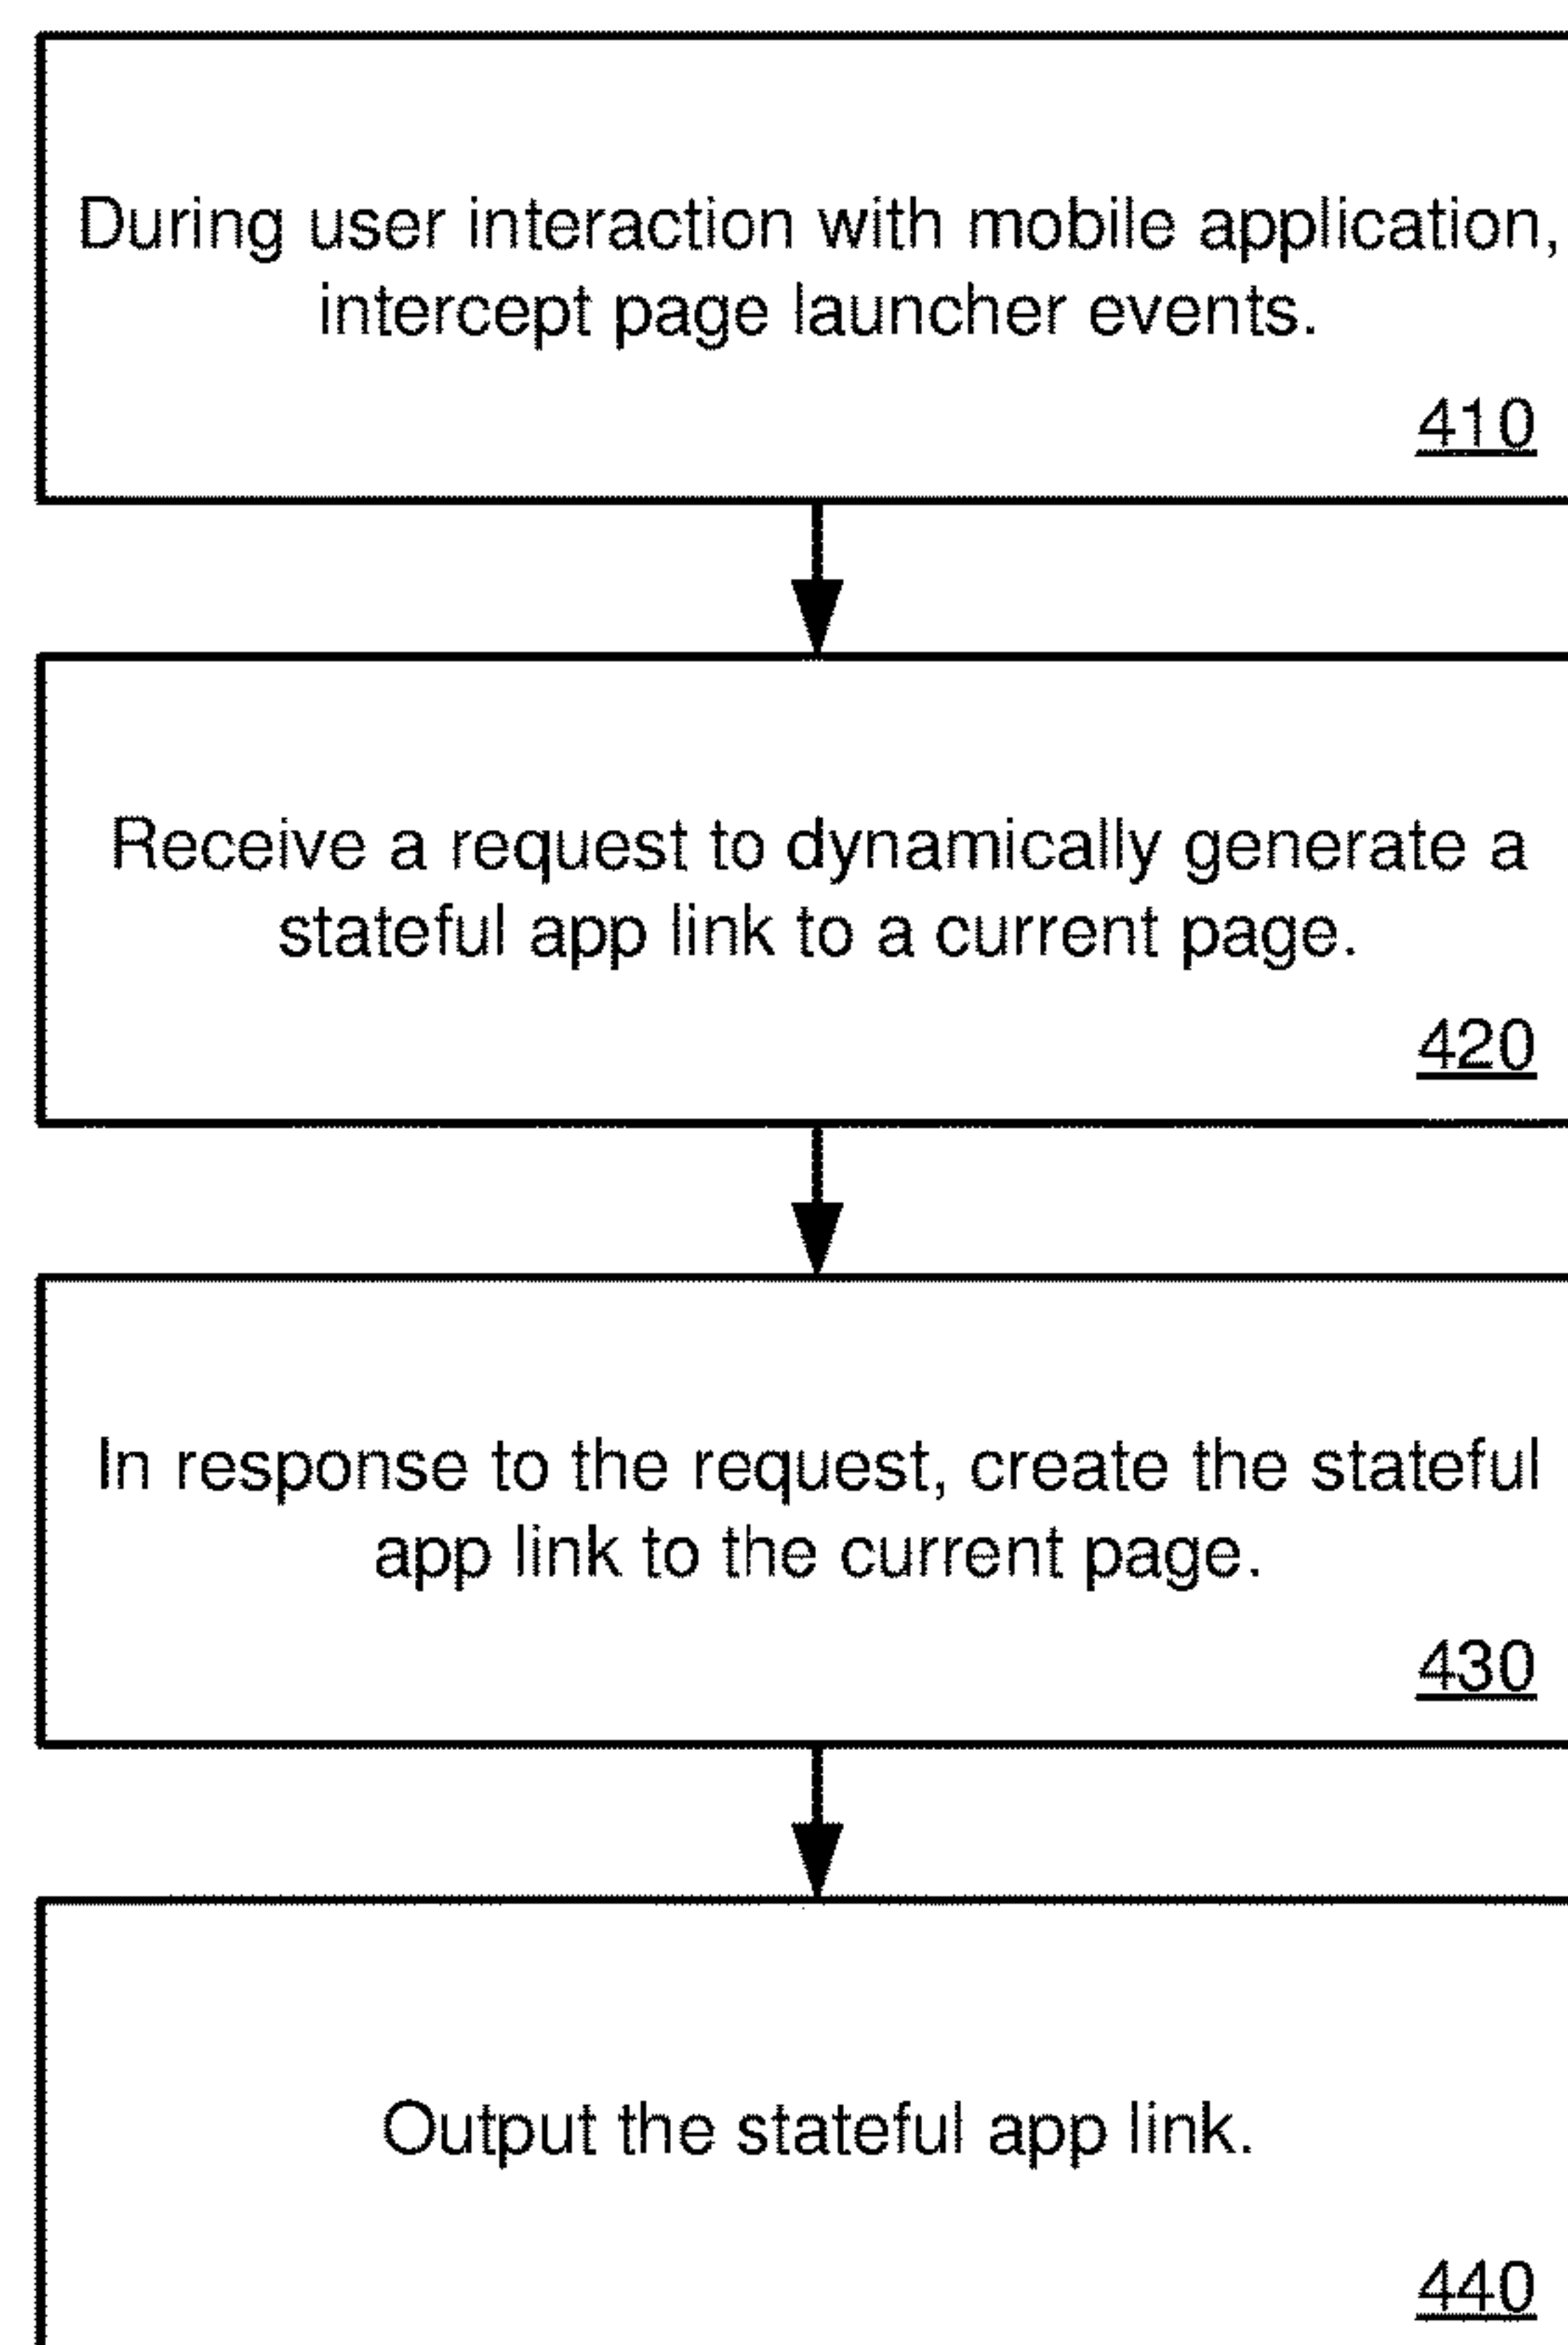 During user interaction with mobile application,
intercept page launcher events.
410
Receive a request to dynamically generate a
stateful app link to a current page.
420
In response to the request, create the stateful
app link to the current page.
430
Output the stateful app link.
440